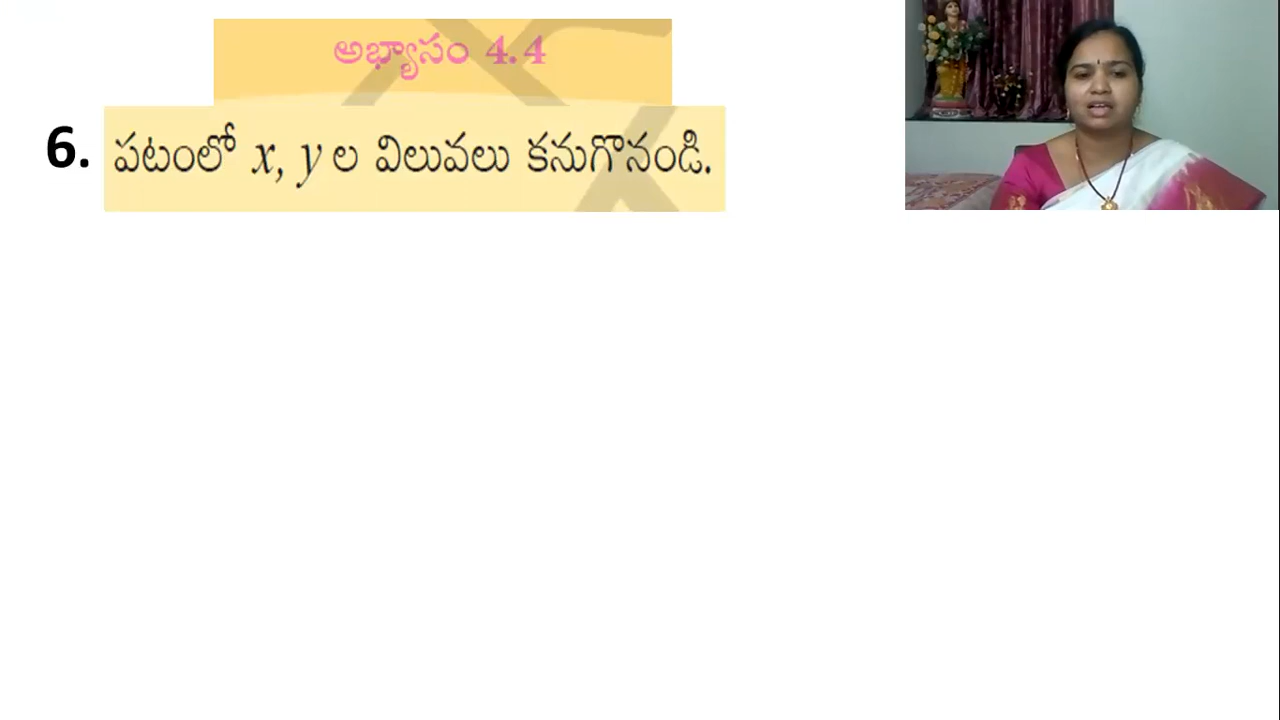 అభ్యాసం 4.4
6. పటంలో x, y ల విలువలు కనుగొనండి.